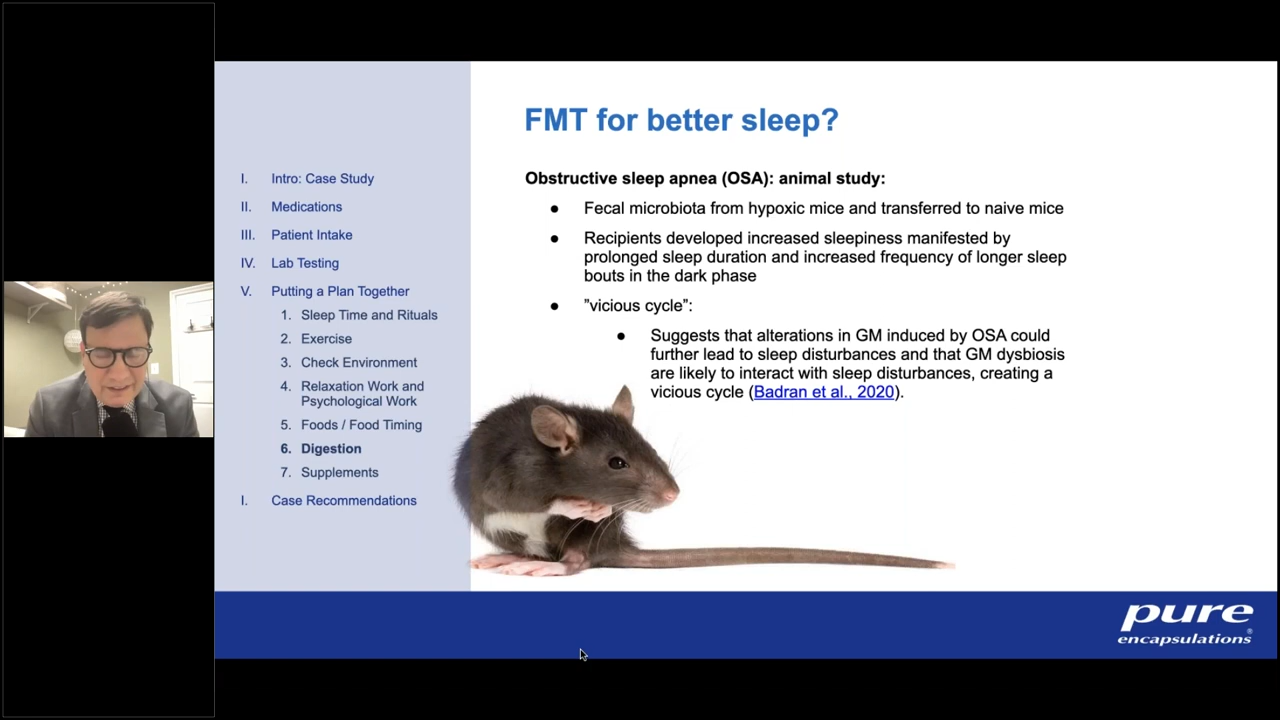 FMT for better sleep?
I. Intro: Case Study
II. Medications
III. Patient Intake
IV. Lab Testing
V. Putting a Plan Together
1. Sleep Time and Rituals
2. Exercise
3. Check Environment
4. Relaxation Work and
Psychological Work
5. Foods / Food Timing
6. Digestion
7. Supplements
I. Case Recommendations
Obstructive sleep apnea (OSA): animal study:
● Fecal microbiota from hypoxic mice and transferred to naive mice
● Recipients developed increased sleepiness manifested by
prolonged sleep duration and increased frequency of longer sleep
bouts in the dark phase
● ”vicious cycle”:
● Suggests that alterations in GM induced by OSA could
further lead to sleep disturbances and that GM dysbiosis
are likely to interact with sleep disturbances, creating a
vicious cycle (Badran et al., 2020).
pure
encapsulations®